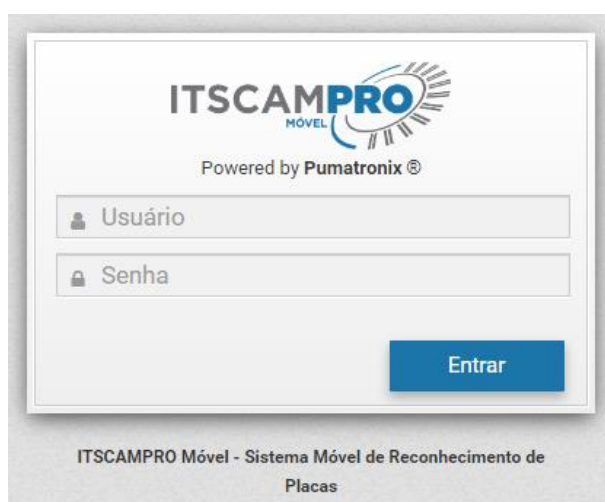 ITSCAMPRO
MÓVEL
Powered by Pumatronix ®
Usuário
Senha
Entrar
ITSCAMPRO Móvel - Sistema Móvel de Reconhecimento de
Placas